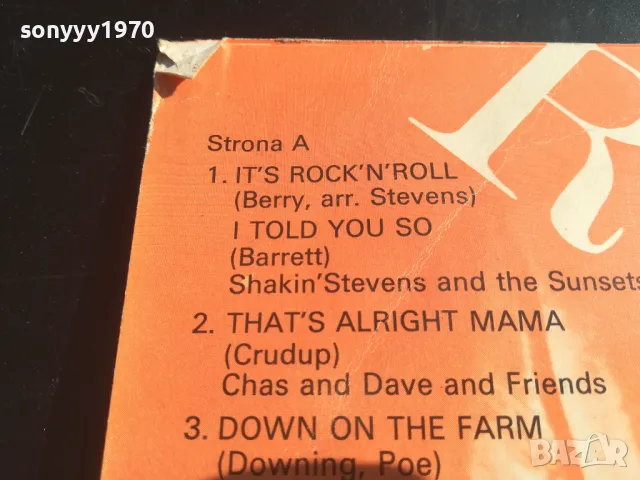 sonyyy1970
R
Strona A
1. IT'S ROCK'N'ROLL
(Berry, arr. Stevens)
I TOLD YOU SO
(Barrett)
Shakin'Stevens and the Sunsets
2. THAT'S ALRIGHT MAMA
(Crudup)
Chas and Dave and Friends
3. DOWN ON THE FARM
(Downing, Poe)
BAZAR